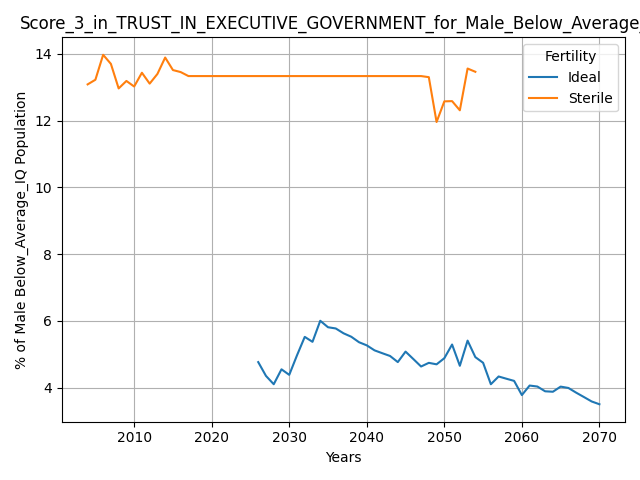 Score_3_in_TRUST_IN_EXECUTIVE_GOVERNMENT_for_Male_Below_Average_
Fertility
Ideal
Sterile
% of Male Below_Average_IQ Population
14
12
10
8
6
4
2010 2020 2030 2040 2050 2060 2070
Years